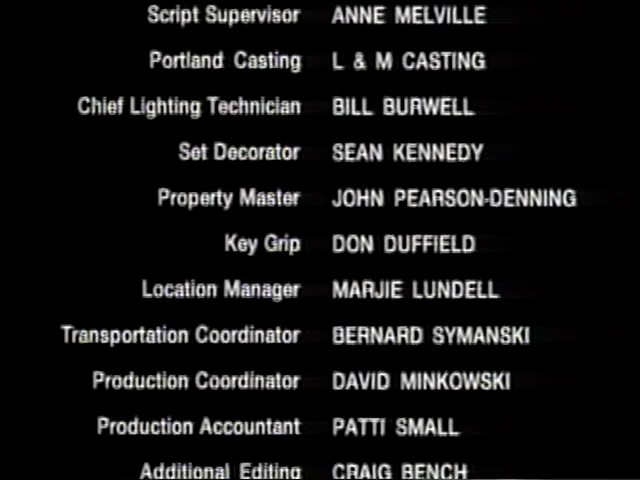 Script Supervisor ANNE MELVILLE
Portland Casting L & M CASTING
Chief Lighting Technician BILL BURWELL
Set Decorator SEAN KENNEDY
Property Master JOHN PEARSON-DENNING
Key Grip DON DUFFIELD
Location Manager MARJIE LUNDELL
Transportation Coordinator BERNARD SYMANSKI
Production Coordinator DAVID MINKOWSKI
Production Accountant PATTI SMALL
Additional Editing CRAIG BENCH